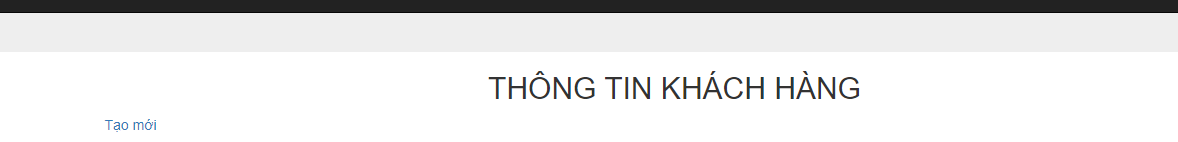 THÔNG TIN KHÁCH HÀNG
Tạo mới